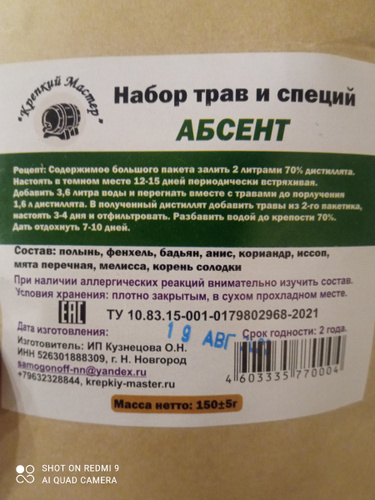 "Крепкий Мастер"
Набор трав и специй
АБСЕНТ
Рецепт: Содержимое большого пакета залить 2 литрами 70% дистиллята.
Настоять в темном месте 12-15 дней периодически встряхивая.
Добавить 3,6 литра воды и перегнать вместе с травами до порлучения
1,6 л дистиллята. В полученный дистиллят добавить травы из 2-го пакетика,
настоять 3-4 дня и отфильтровать. Разбавить водой до крепости 70%.
Дать отдохнуть 7-10 дней.
Состав: полынь, фенхель, бадьян, анис, кориандр, иссоп,
мята перечная, мелисса, корень солодки
При наличии аллергических реакций внимательно изучить состав.
Условия хранения: плотно закрытым, в сухом прохладном месте.
ЕАС ТУ 10.83.15-001-0179802968-2021
Дата изготовления: 19 АВГ Срок годности: 2 года.
Изготовитель: ИП Кузнецова О.Н.
ИНН 526301888309, г. Н. Новгород
samogonoff-nn@yandex.ru
+79632328844, krepkiy-master.ru
4603335770004
Масса нетто: 150±5г
SHOT ON REDMI 9
AI QUAD CAMERA